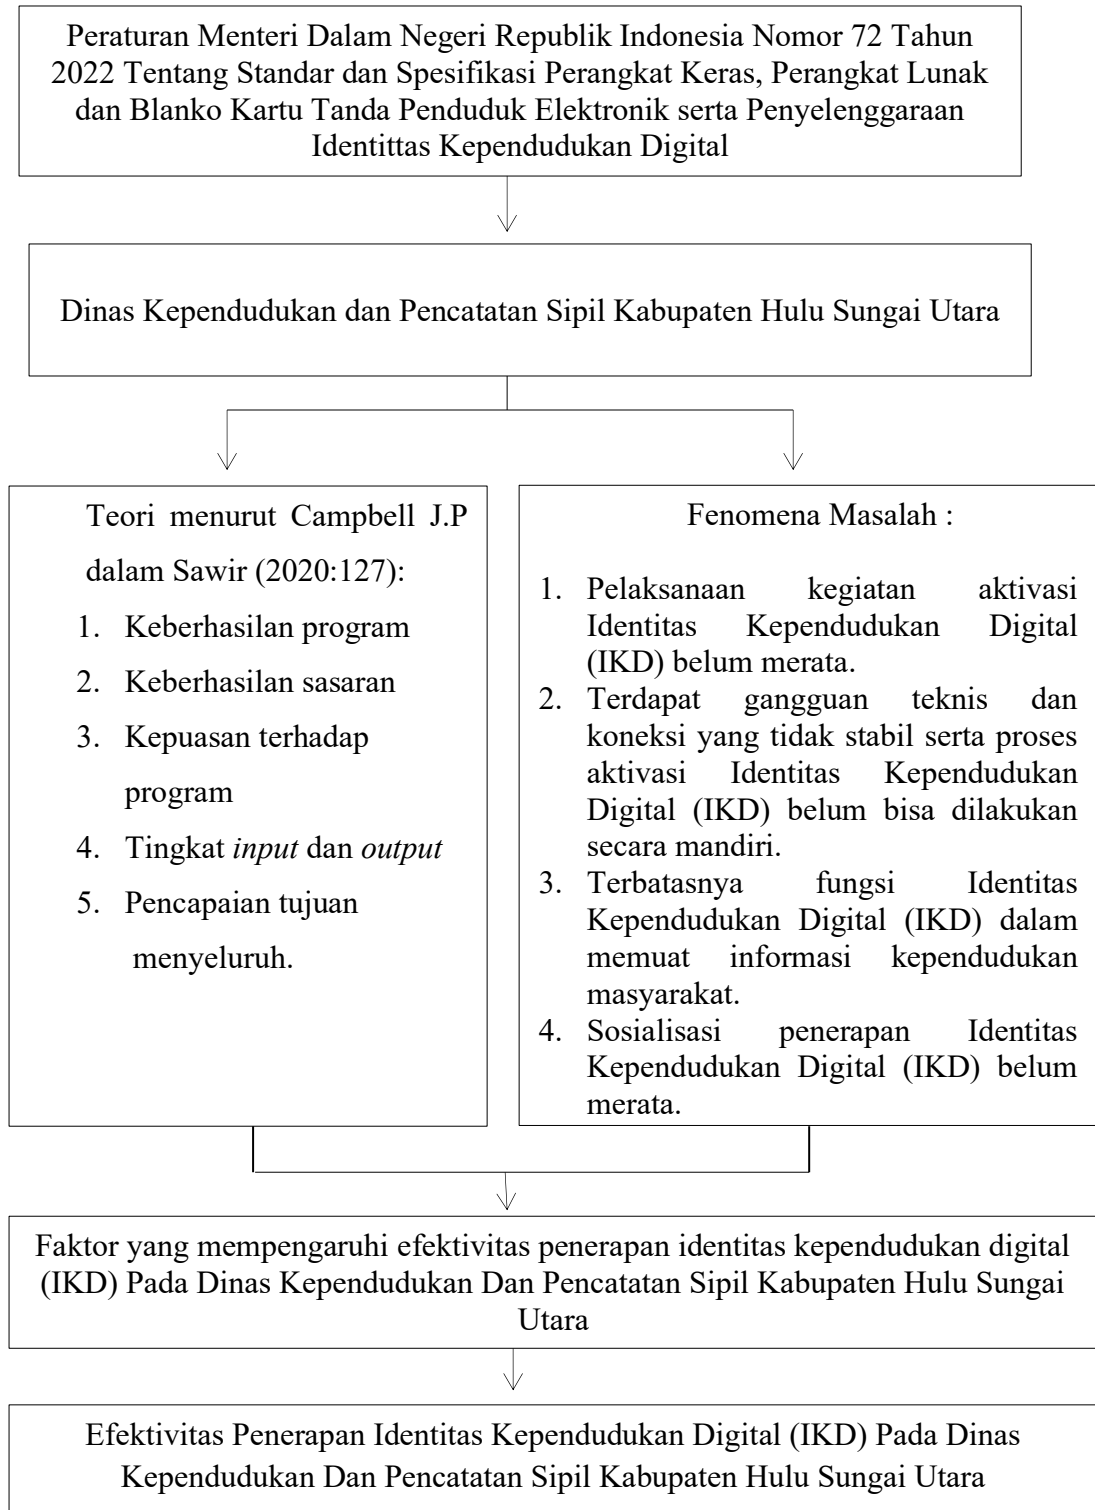 Peraturan Menteri Dalam Negeri Republik Indonesia Nomor 72 Tahun
2022 Tentang Standar dan Spesifikasi Perangkat Keras, Perangkat Lunak
dan Blanko Kartu Tanda Penduduk Elektronik serta Penyelenggaraan
Identittas Kependudukan Digital
Dinas Kependudukan dan Pencatatan Sipil Kabupaten Hulu Sungai Utara
Teori menurut Campbell J.P
dalam Sawir (2020:127):
1. Keberhasilan program
2. Keberhasilan sasaran
3. Kepuasan terhadap
program
4. Tingkat input dan output
5. Pencapaian tujuan
menyeluruh.
Fenomena Masalah :
1. Pelaksanaan kegiatan aktivasi
Identitas Kependudukan Digital
(IKD) belum merata.
2. Terdapat gangguan teknis dan
koneksi yang tidak stabil serta proses
aktivasi Identitas Kependudukan
Digital (IKD) belum bisa dilakukan
secara mandiri.
3. Terbatasnya fungsi Identitas
Kependudukan Digital (IKD) dalam
memuat informasi kependudukan
masyarakat.
4. Sosialisasi penerapan Identitas
Kependudukan Digital (IKD) belum
merata.
Faktor yang mempengaruhi efektivitas penerapan identitas kependudukan digital
(IKD) Pada Dinas Kependudukan Dan Pencatatan Sipil Kabupaten Hulu Sungai
Utara
Efektivitas Penerapan Identitas Kependudukan Digital (IKD) Pada Dinas
Kependudukan Dan Pencatatan Sipil Kabupaten Hulu Sungai Utara